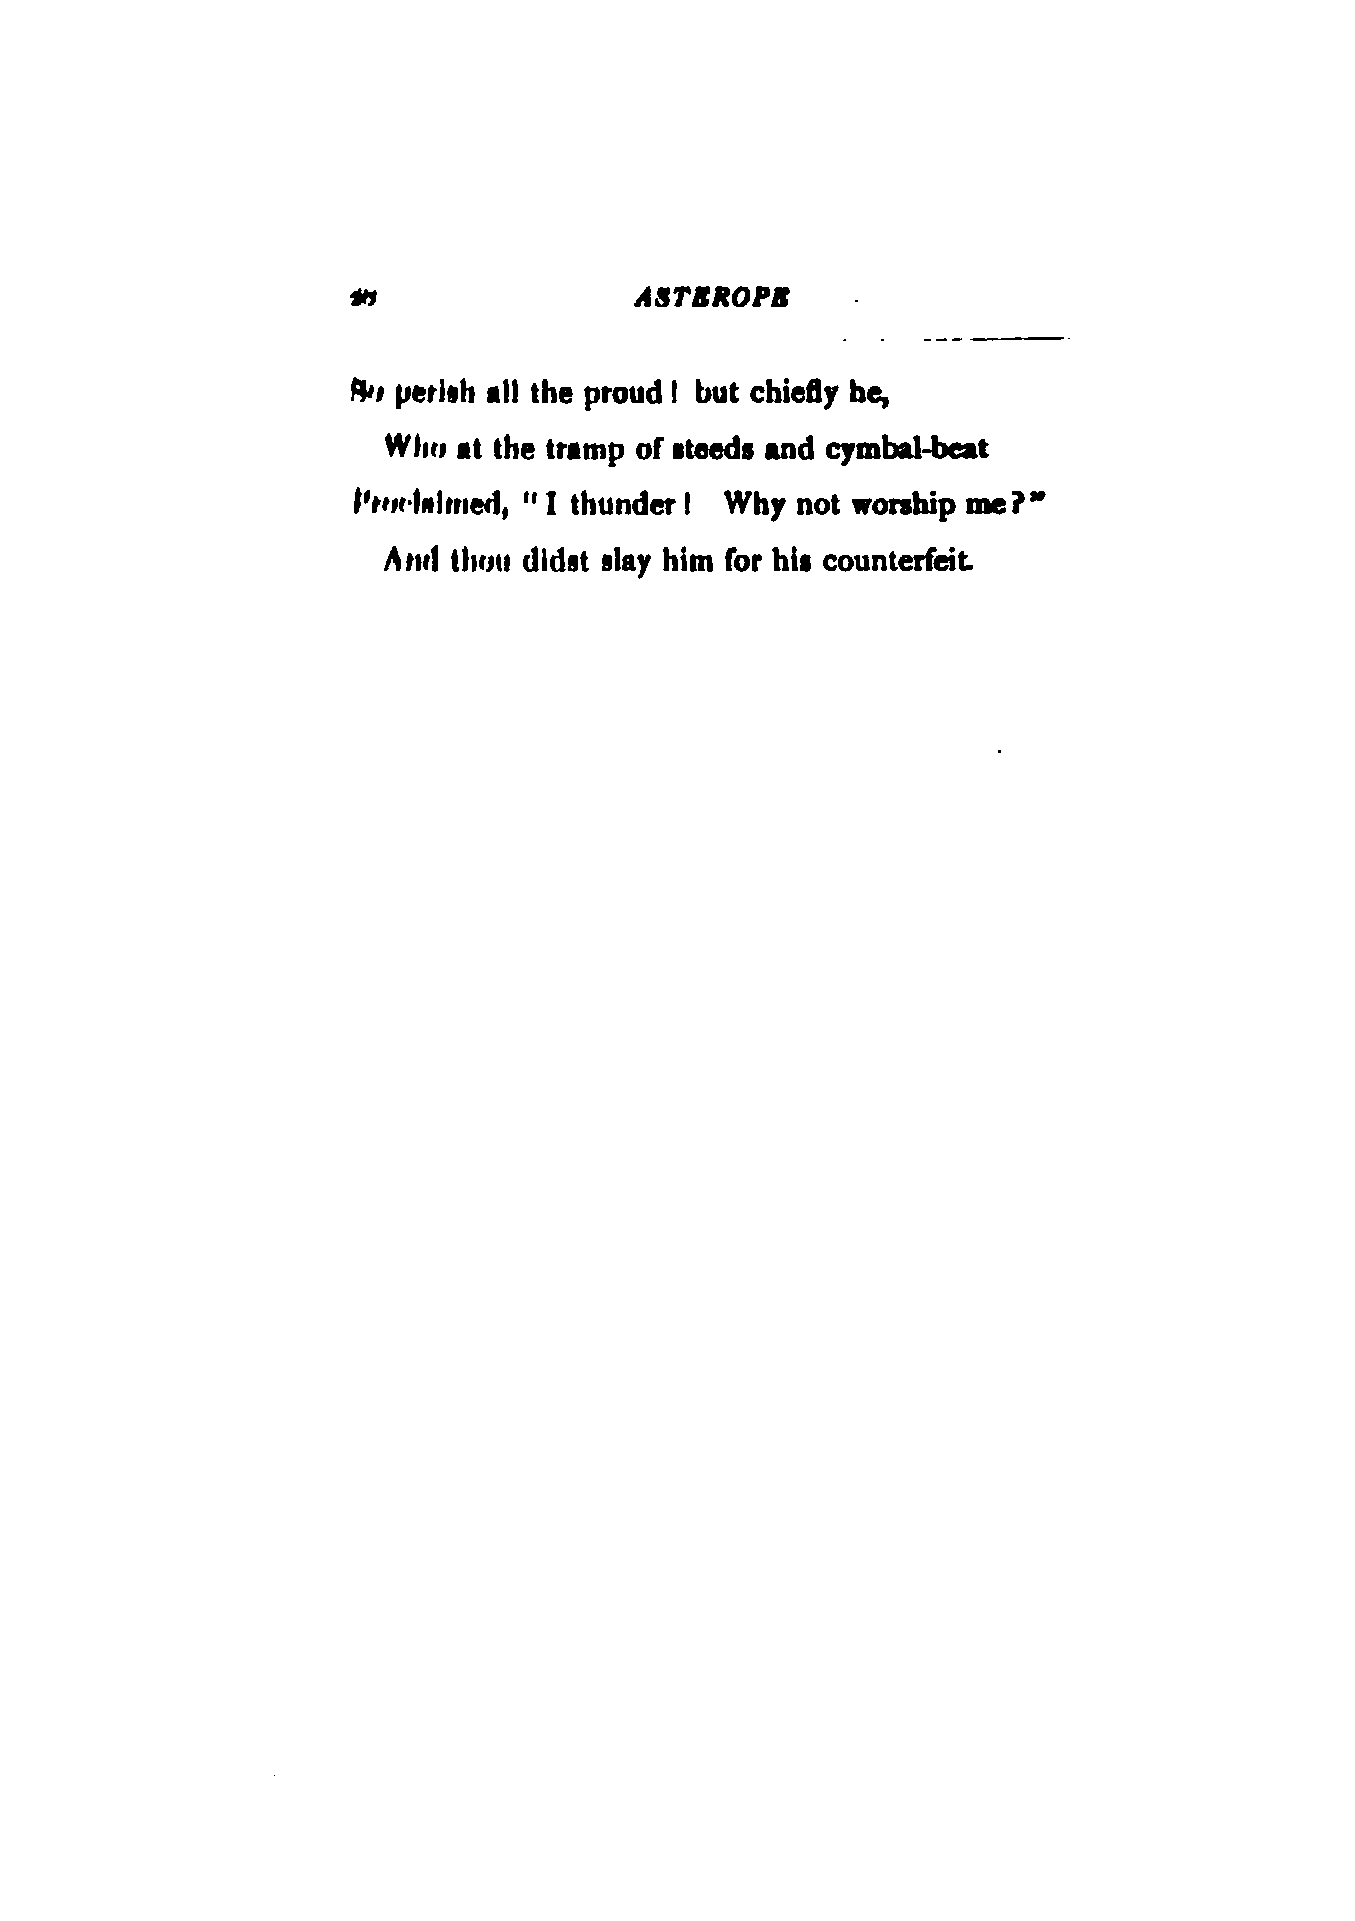 ASTEROPE
So perish all the proud! but chiefly he,
Who at the tramp of steeds and cymbal-beat
Proclaimed, "I thunder! Why not worship me?"
And thou didst slay him for his counterfeit.